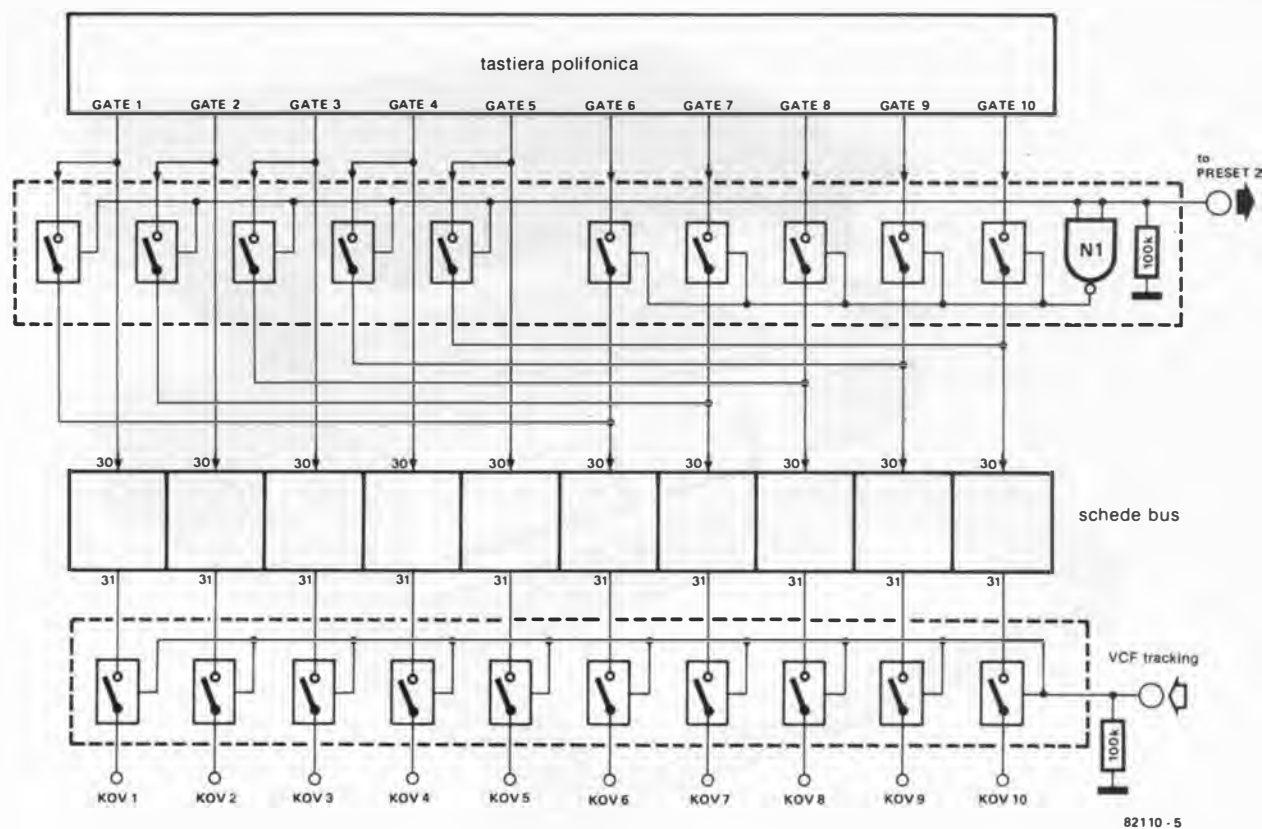 tastiera polifonica
GATE 1 GATE 2 GATE 3 GATE 4 GATE 5 GATE 6 GATE 7 GATE 8 GATE 9 GATE 10
to
PRESET 2
N1
100k
30 30 30 30 30 30 30 30 30 30
schede bus
31 31 31 31 31 31 31 31 31 31
VCF tracking
100k
KOV 1 KOV 2 KOV 3 KOV 4 KOV 5 KOV 6 KOV 7 KOV 8 KOV 9 KOV 10
82110 - 5